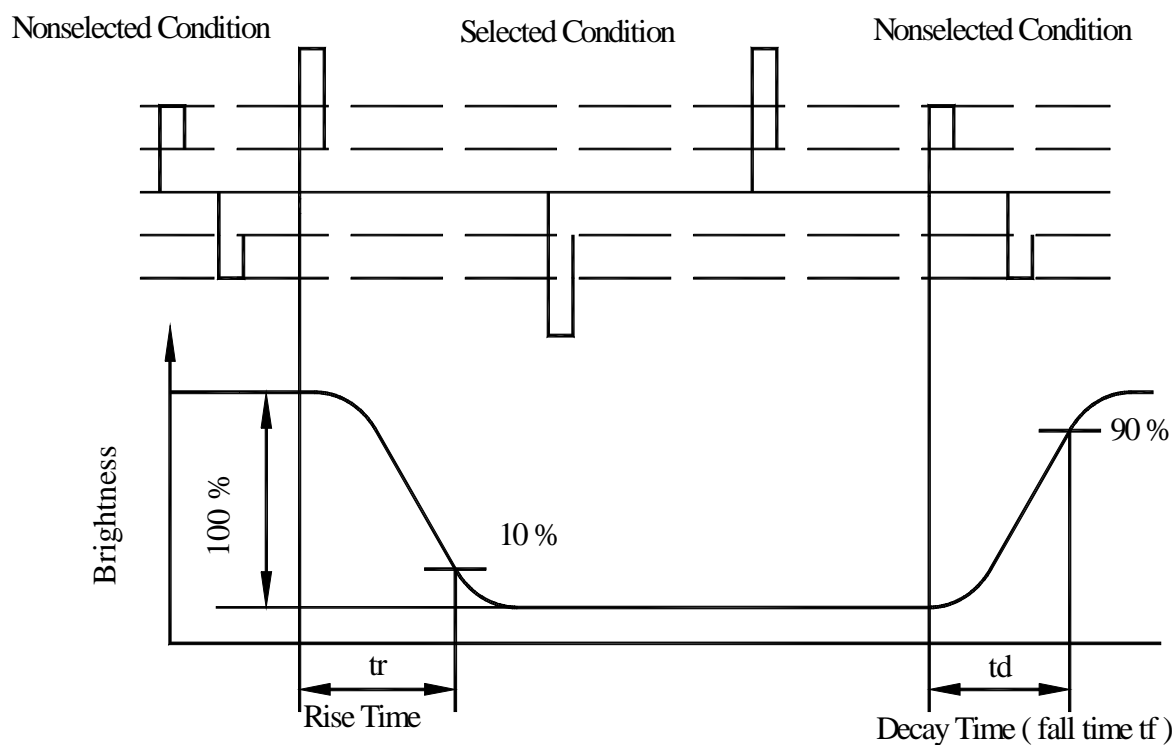 Nonselected Condition
Selected Condition
Nonselected Condition
Brightness
100 %
10 %
90 %
tr
Rise Time
td
Decay Time ( fall time tf )